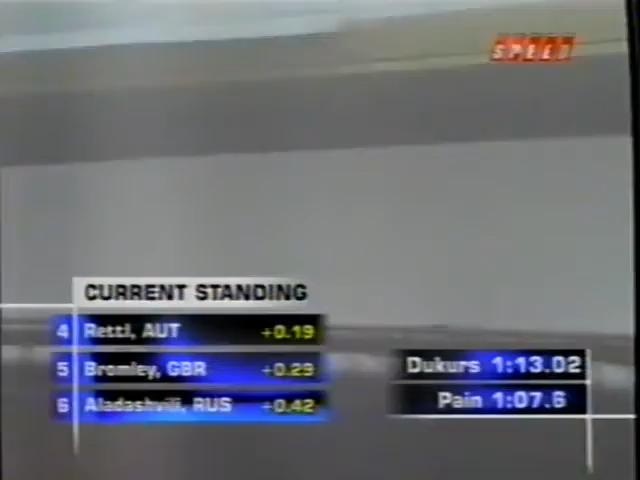 SPEED
CURRENT STANDING
4 Rettl, AUT +0.19
5 Bromley, GBR +0.29
6 Aladashvili, RUS +0.42
Dukurs 1:13.02
Pain 1:07.6